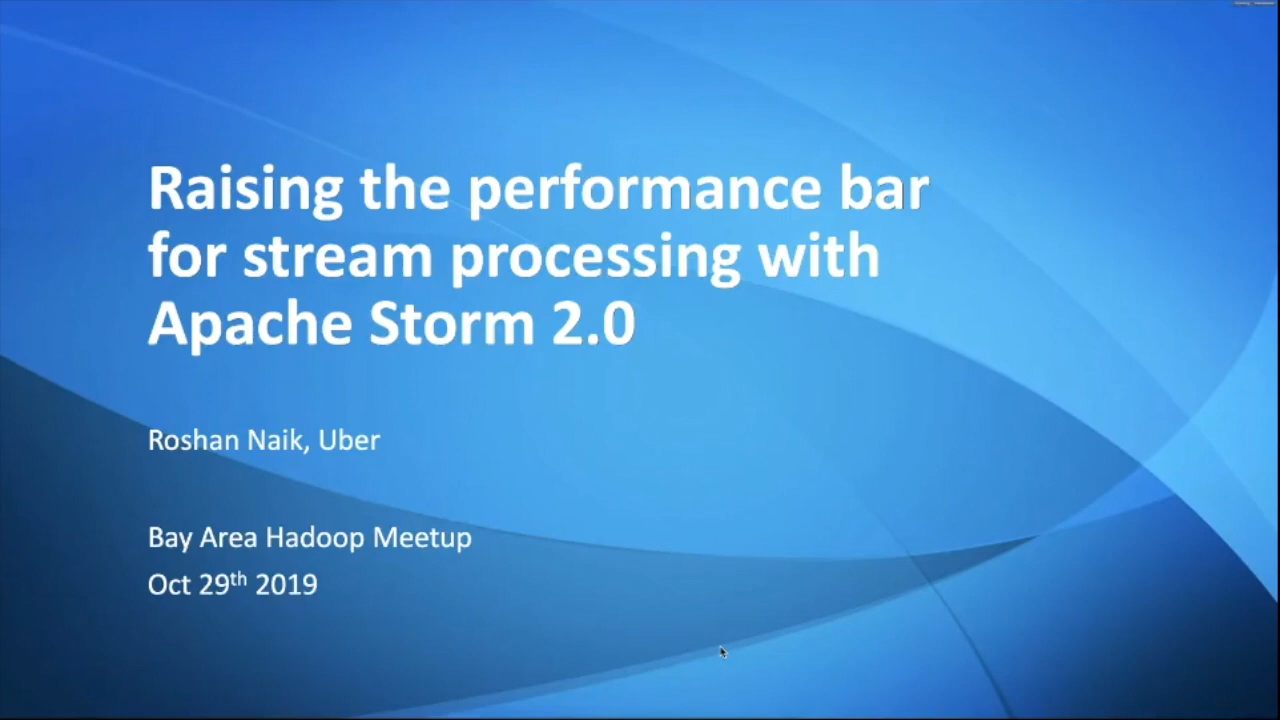 Raising the performance bar
for stream processing with
Apache Storm 2.0
Roshan Naik, Uber
Bay Area Hadoop Meetup
Oct 29th 2019